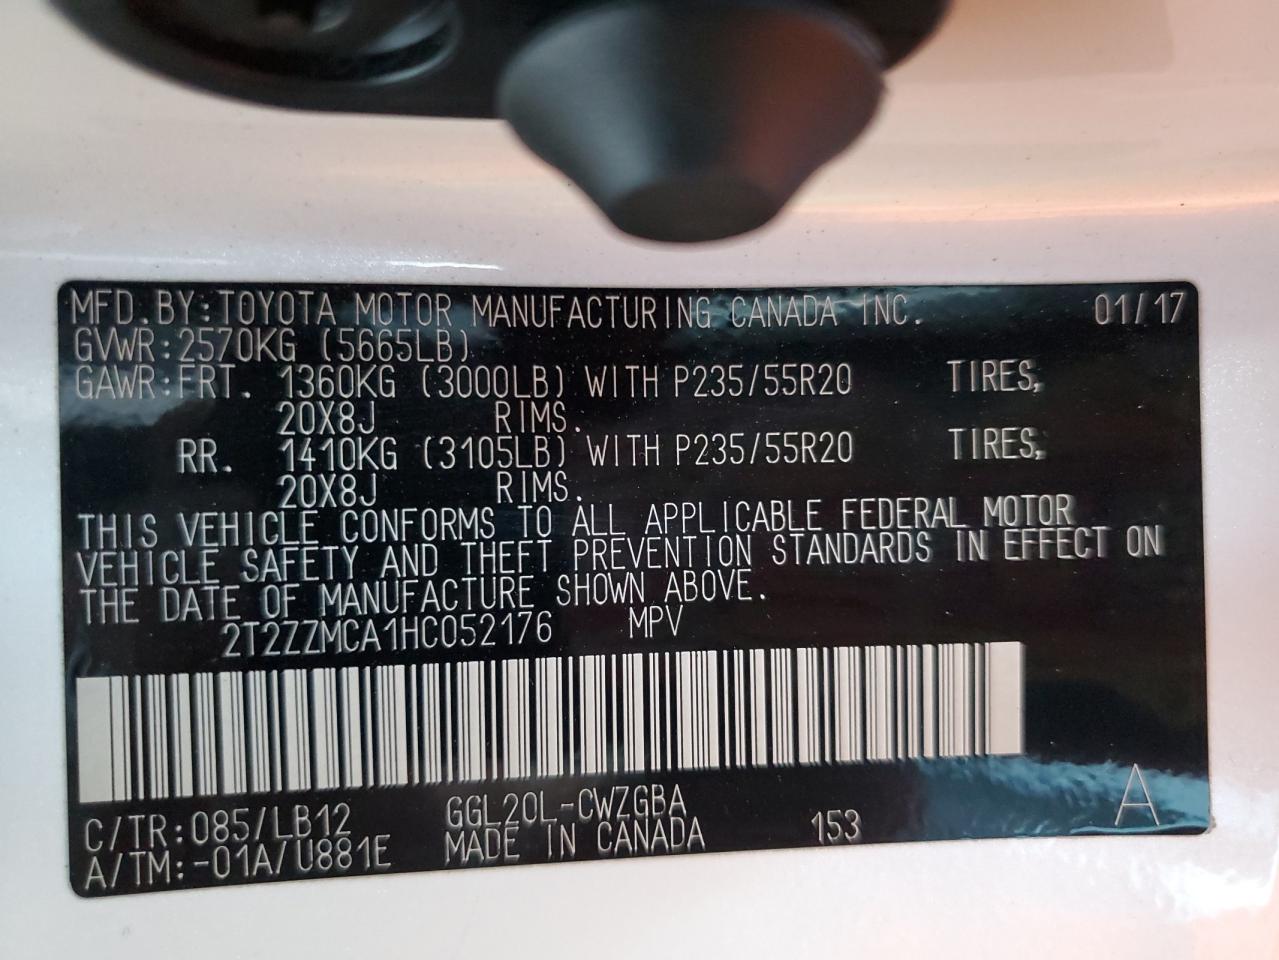 MFD.BY:TOYOTA MOTOR MANUFACTURING CANADA INC. 01/17
GVWR:2570KG (5665LB)
GAWR:FRT. 1360KG (3000LB) WITH P235/55R20 TIRES,
20X8J RIMS.
RR. 1410KG (3105LB) WITH P235/55R20 TIRES,
20X8J RIMS.
THIS VEHICLE CONFORMS TO ALL APPLICABLE FEDERAL MOTOR
VEHICLE SAFETY AND THEFT PREVENTION STANDARDS IN EFFECT ON
THE DATE OF MANUFACTURE SHOWN ABOVE.
2T2ZZMCA1HC052176 MPV
C/TR:085/LB12 GGL20L-CWZGBA 153 A
A/TM:-01A/U881E MADE IN CANADA